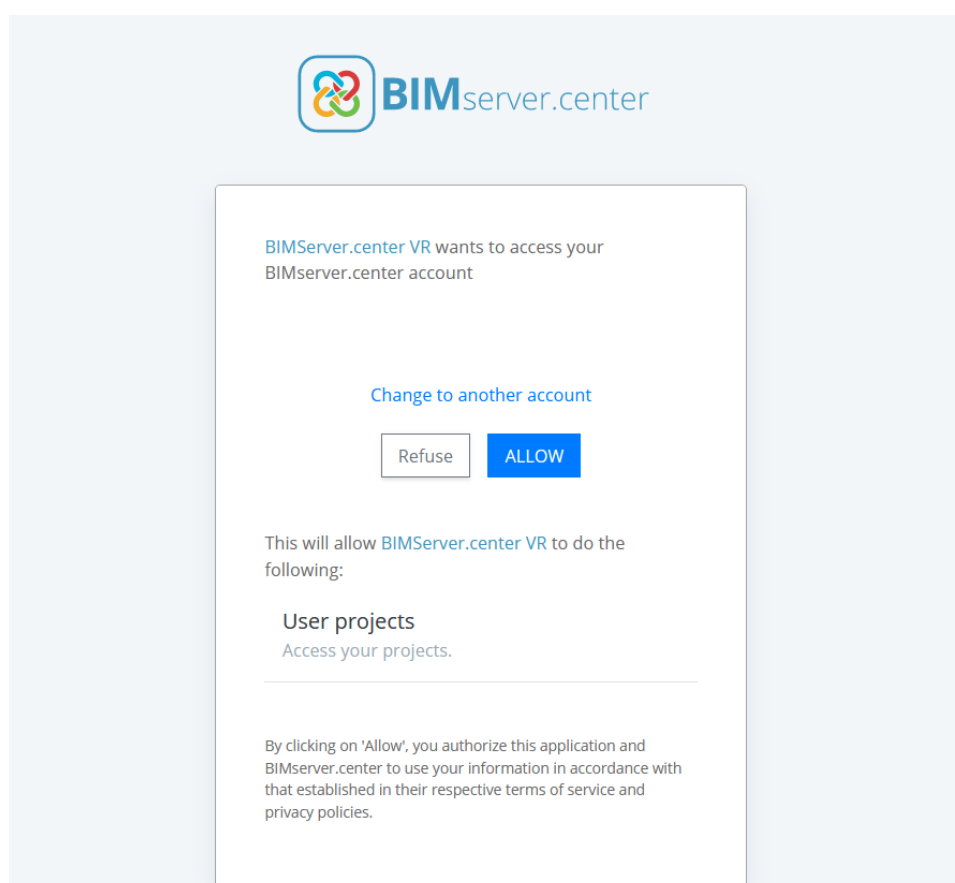 BIMserver.center
BIMServer.center VR wants to access your
BIMserver.center account
Change to another account
Refuse
ALLOW
This will allow BIMServer.center VR to do the
following:
User projects
Access your projects.
By clicking on 'Allow', you authorize this application and
BIMserver.center to use your information in accordance with
that established in their respective terms of service and
privacy policies.